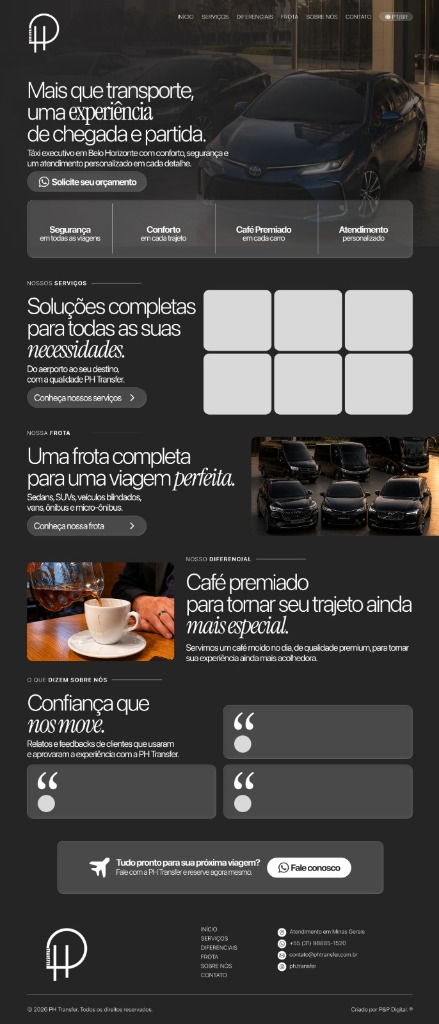 PH
INÍCIO SERVIÇOS DIFERENCIAIS FROTA SOBRE NÓS CONTATO PT/BR
Mais que transporte,
uma experiência
de chegada e partida.
Táxi executivo em Belo Horizonte com conforto, segurança e
um atendimento personalizado em cada detalhe.
Solicite seu orçamento
Segurança
em todas as viagens
Conforto
em cada trajeto
Café Premiado
em cada carro
Atendimento
personalizado
NOSSOS SERVIÇOS
Soluções completas
para todas as suas
necessidades.
Do aeroporto ao seu destino,
com a qualidade PH Transfer.
Conheça nossos serviços
NOSSA FROTA
Uma frota completa
para uma viagem perfeita.
Sedans, SUVs, veículos blindados,
vans, ônibus e micro-ônibus.
Conheça nossa frota
NOSSO DIFERENCIAL
Café premiado
para tornar seu trajeto ainda
mais especial.
Servimos um café moído no dia, de qualidade premium, para tornar
sua experiência ainda mais acolhedora.
O QUE DIZEM SOBRE NÓS
Confiança que
nos move.
Relatos e feedbacks de clientes que usaram
e aprovaram a experiência com a PH Transfer.
Tudo pronto para sua próxima viagem?
Fale com a PH Transfer e reserve agora mesmo.
Fale conosco
PH
INÍCIO
SERVIÇOS
DIFERENCIAIS
FROTA
SOBRE NÓS
CONTATO
Atendimento em Minas Gerais
contato@phtransfer.com.br
ph.transfer
© 2026 PH Transfer. Todos os direitos reservados.
Criado por P&P Digital. ®